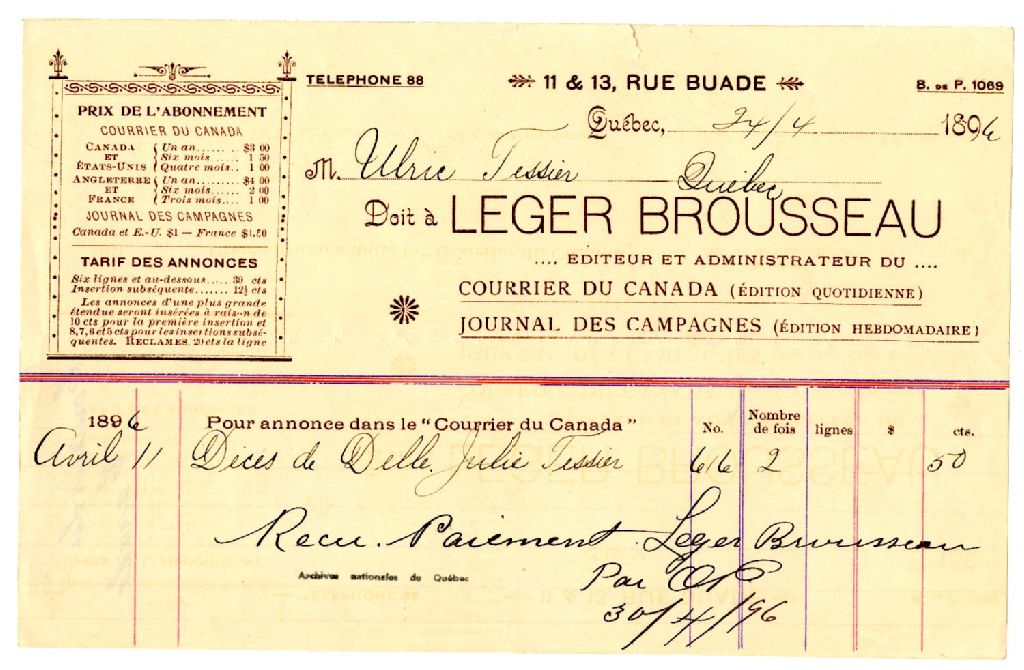 PRIX DE L'ABONNEMENT
COURRIER DU CANADA
CANADA ET ÉTATS-UNIS
Un an........ $3 00
Six mois..... 1 50
Quatre mois.. 1 00
ANGLETERRE ET FRANCE
Un an......... $4 00
Six mois...... 2 00
Trois mois.... 1 00
JOURNAL DES CAMPAGNES
Canada et E.-U. $1 — France $1.50
TARIF DES ANNONCES
Six lignes et au-dessous..... 30 cts
Insertion subséquente....... 12½ cts
Les annonces d'une plus grande
étendue seront insérées à raison de
10 cts pour la première insertion et
8,7,6 et 5 cts pour les insertions subsé-
quentes. RECLAMES, 20 cts la ligne
TELEPHONE 88
11 & 13, RUE BUADE
B. DE P. 1069
Québec, 24/4 1896
M. Ulric Tessier Québec
Doit à LEGER BROUSSEAU
.... EDITEUR ET ADMINISTRATEUR DU ....
COURRIER DU CANADA (ÉDITION QUOTIDIENNE)
JOURNAL DES CAMPAGNES (ÉDITION HEBDOMADAIRE)
1896 Pour annonce dans le "Courrier du Canada" No. Nombre de fois lignes $ cts.
Avril 11 Décès de Delle. Julie Tessier 616 2 50
Recu. Paiement. Leger Brousseau
Archives nationales de Québec
Par
30/4/96